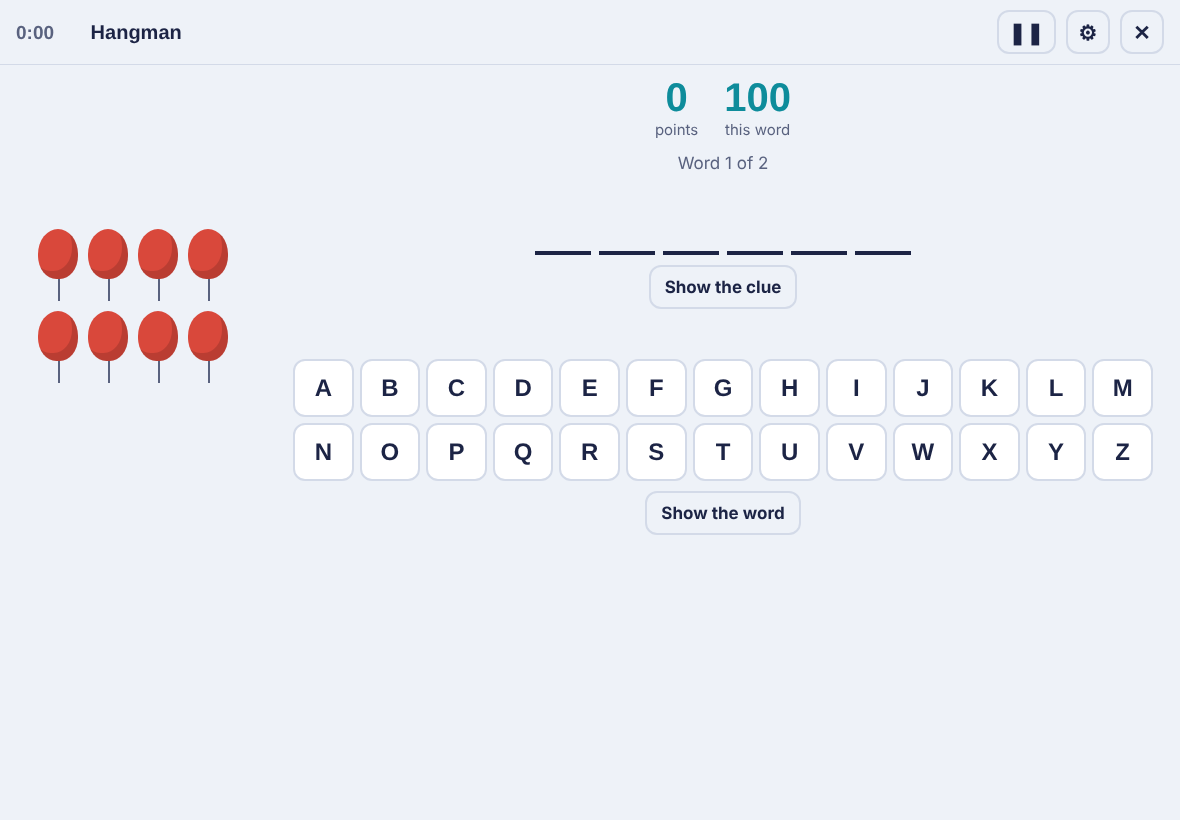 0:00 Hangman ❚❚ ⚙ ✕
0 100
points this word
Word 1 of 2
Show the clue
A B C D E F G H I J K L M
N O P Q R S T U V W X Y Z
Show the word